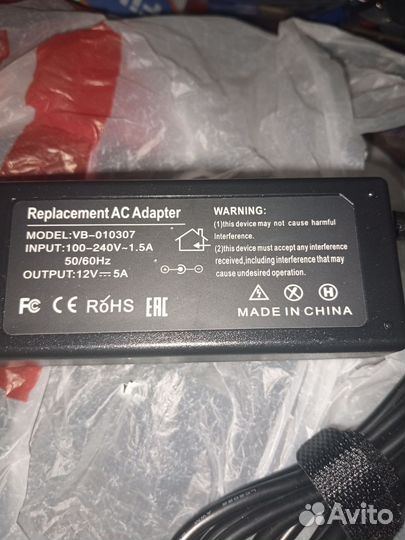 Replacement AC Adapter
MODEL:VB-010307
INPUT:100-240V~1.5A
50/60Hz
OUTPUT:12V⎓5A
FC CE RoHS EAC
WARNING:
(1)this device may not cause harmful
Interference.
(2)this device must accept any interference
received,including interference that may
cause undesired operation.
H
MADE IN CHINA
Avito